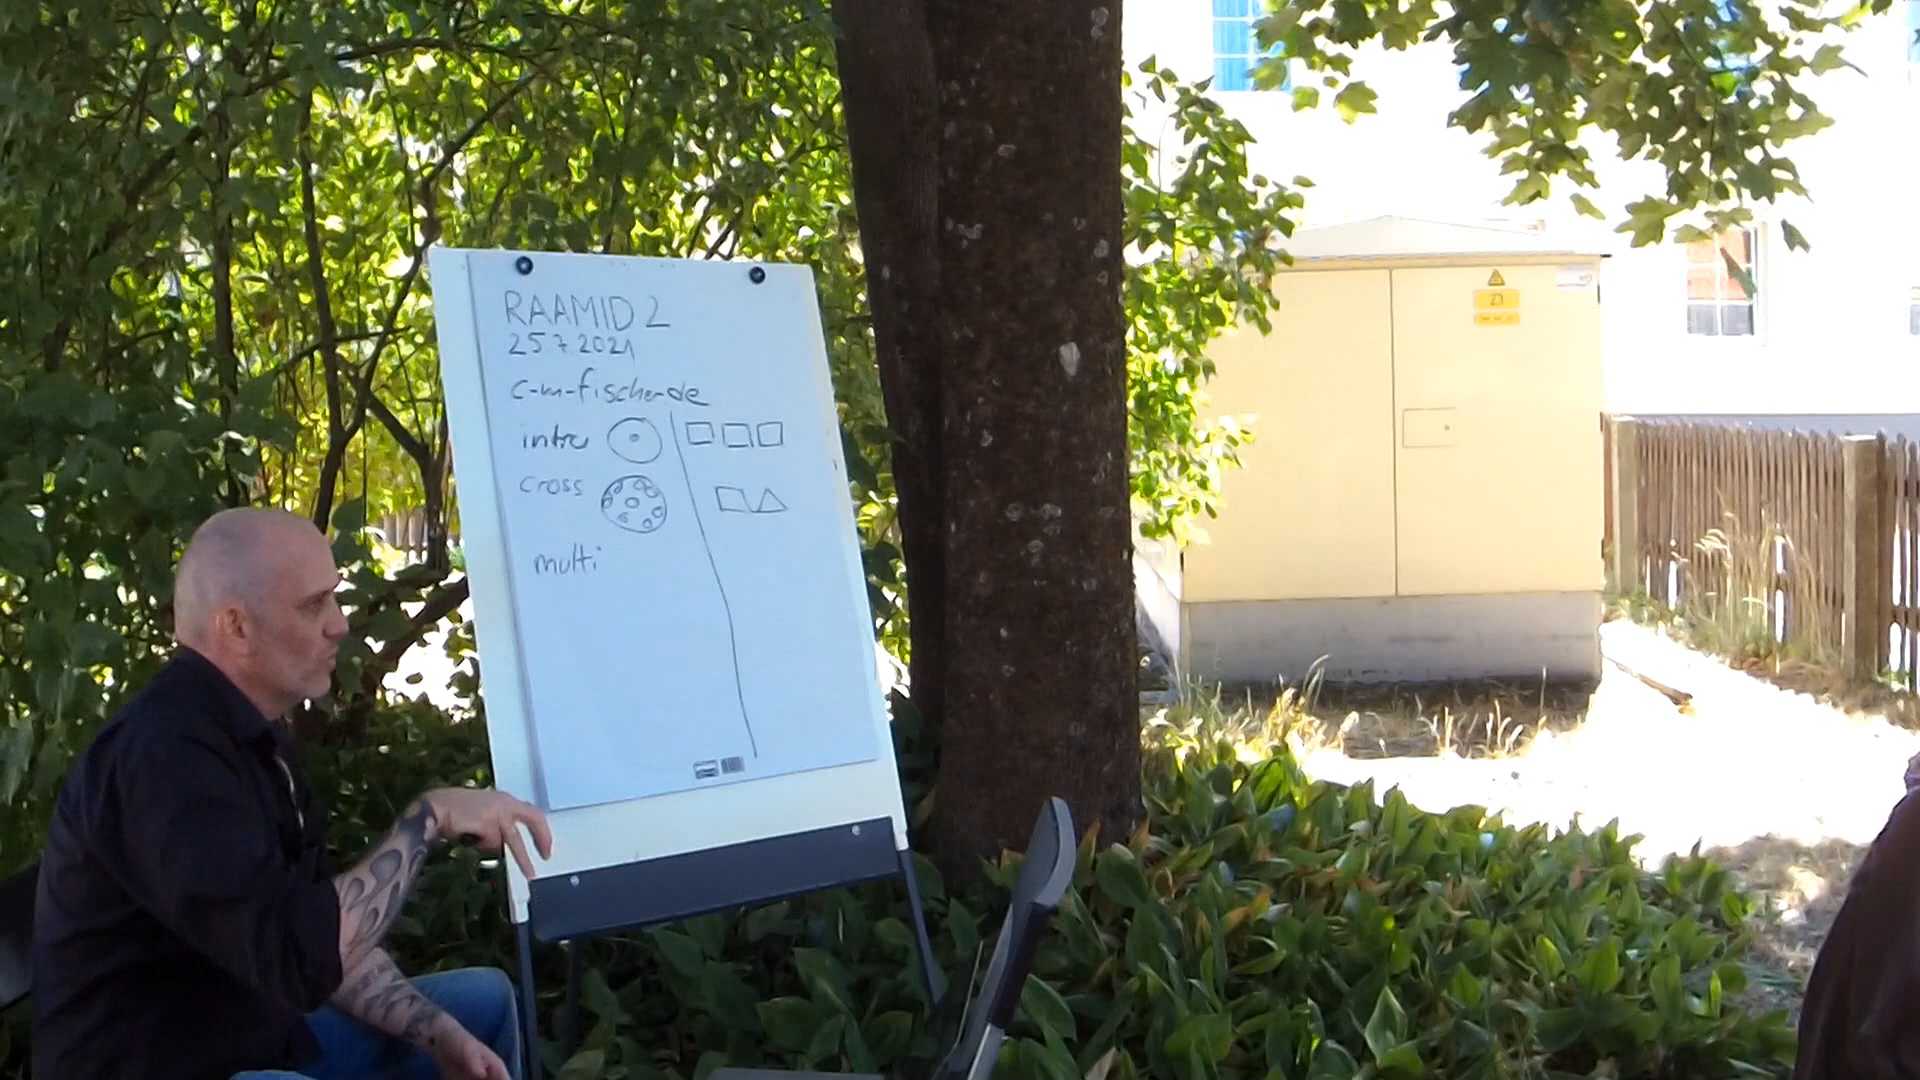 RAAMID 2
25.7.2021
c-m-fischer.de
intra
cross
multi